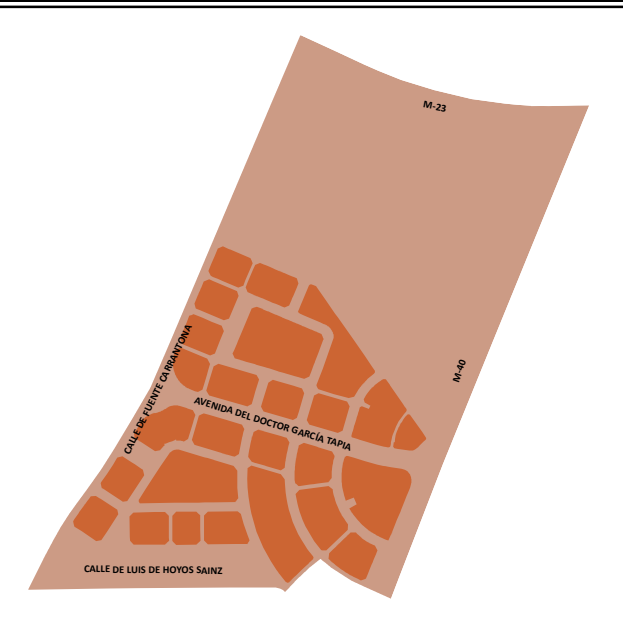 M-23
CALLE DE FUENTE CARRANTONA
M-40
AVENIDA DEL DOCTOR GARCÍA TAPIA
CALLE DE LUIS DE HOYOS SAINZ